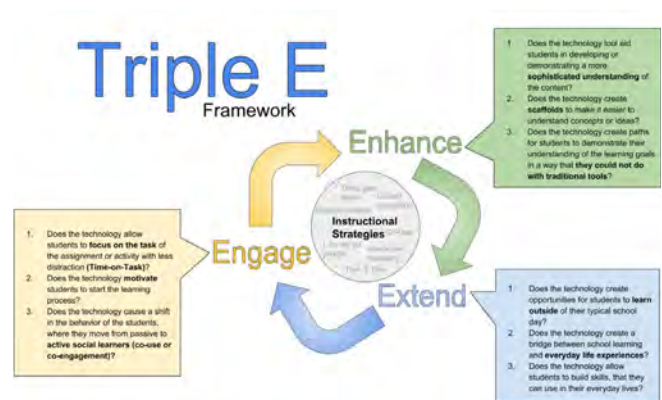 Triple E
Framework
1. Does the technology tool aid
students in developing or
demonstrating a more
sophisticated understanding of
the content?
2. Does the technology create
scaffolds to make it easier to
understand concepts or ideas?
3. Does the technology create paths
for students to demonstrate their
understanding of the learning goals
in a way that they could not do
with traditional tools?
Enhance
Instructional
Strategies
Engage
Extend
1. Does the technology allow
students to focus on the task of
the assignment or activity with less
distraction (Time-on-Task)?
2. Does the technology motivate
students to start the learning
process?
3. Does the technology cause a shift
in the behavior of the students,
where they move from passive to
active social learners (co-use or
co-engagement)?
1. Does the technology create
opportunities for students to learn
outside of their typical school
day?
2. Does the technology create a
bridge between school learning
and everyday life experiences?
3. Does the technology allow
students to build skills, that they
can use in their everyday lives?